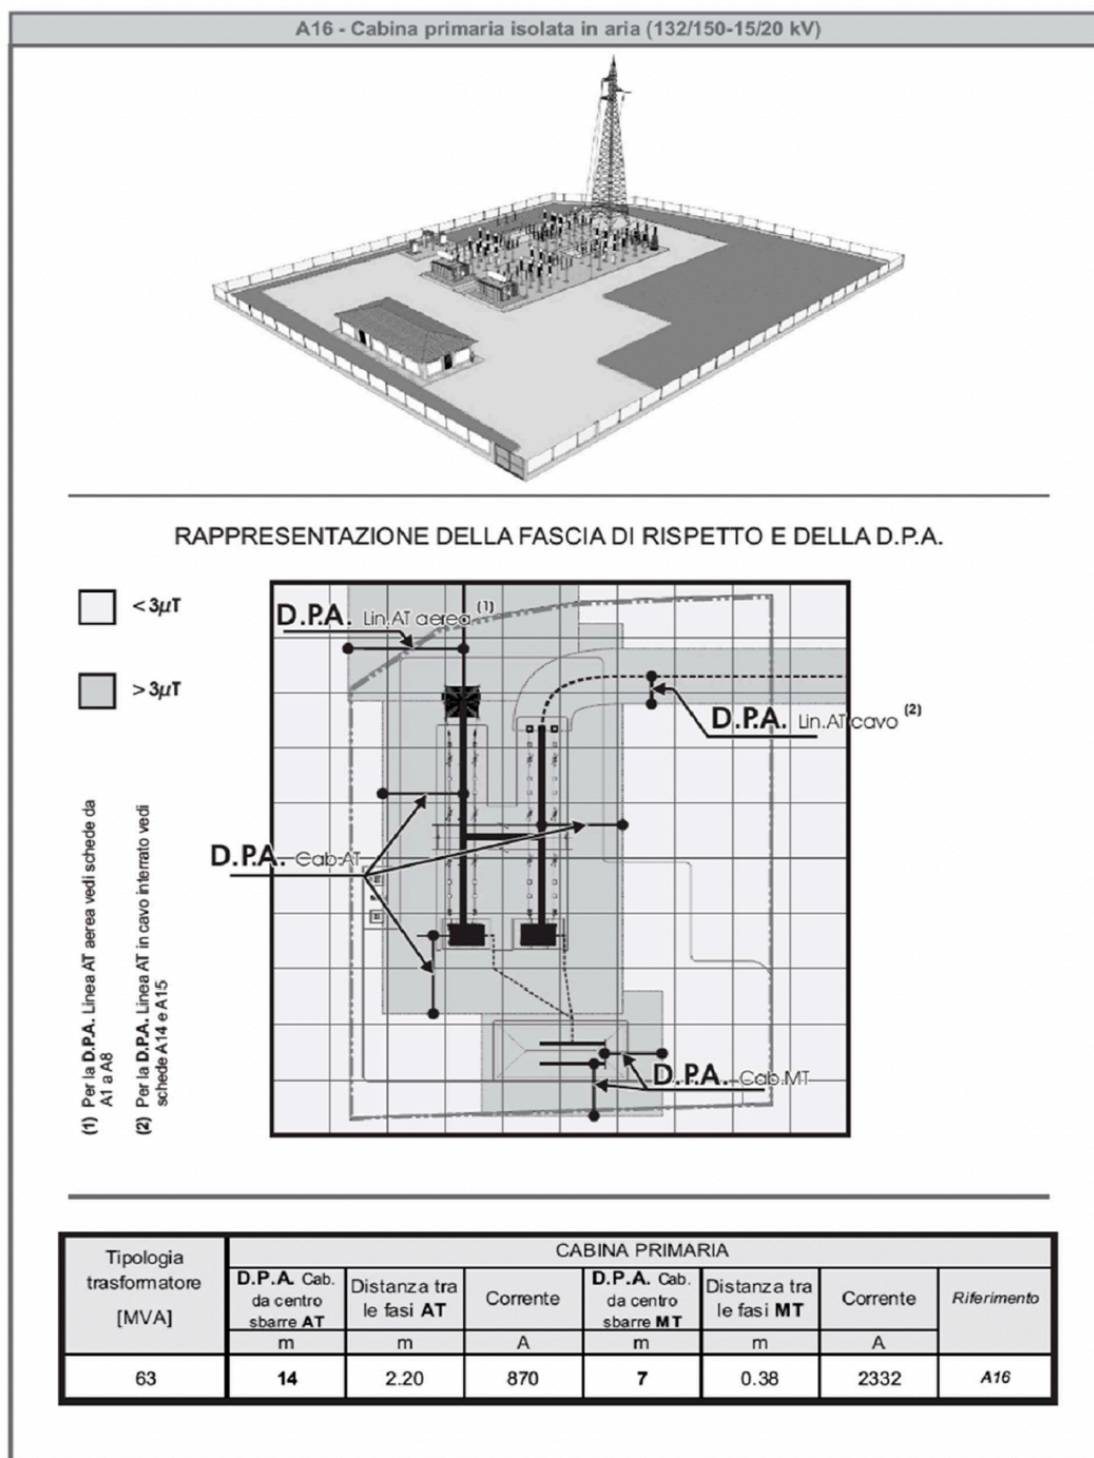 A16 - Cabina primaria isolata in aria (132/150-15/20 kV)
RAPPRESENTAZIONE DELLA FASCIA DI RISPETTO E DELLA D.P.A.
< 3µT
> 3µT
D.P.A. Lin.AT aerea (1)
D.P.A. Lin.AT cavo (2)
D.P.A. Cab.AT
D.P.A. Cab.MT
(1) Per la D.P.A. Linea AT aerea vedi schede da
A1 a A8
(2) Per la D.P.A. Linea AT in cavo interrato vedi
schede A14 e A15
Tipologia
trasformatore
[MVA]
CABINA PRIMARIA
D.P.A. Cab.
da centro
sbarre AT
Distanza tra
le fasi AT
Corrente
D.P.A. Cab.
da centro
sbarre MT
Distanza tra
le fasi MT
Corrente
Riferimento
m m A m m A
63 14 2.20 870 7 0.38 2332 A16